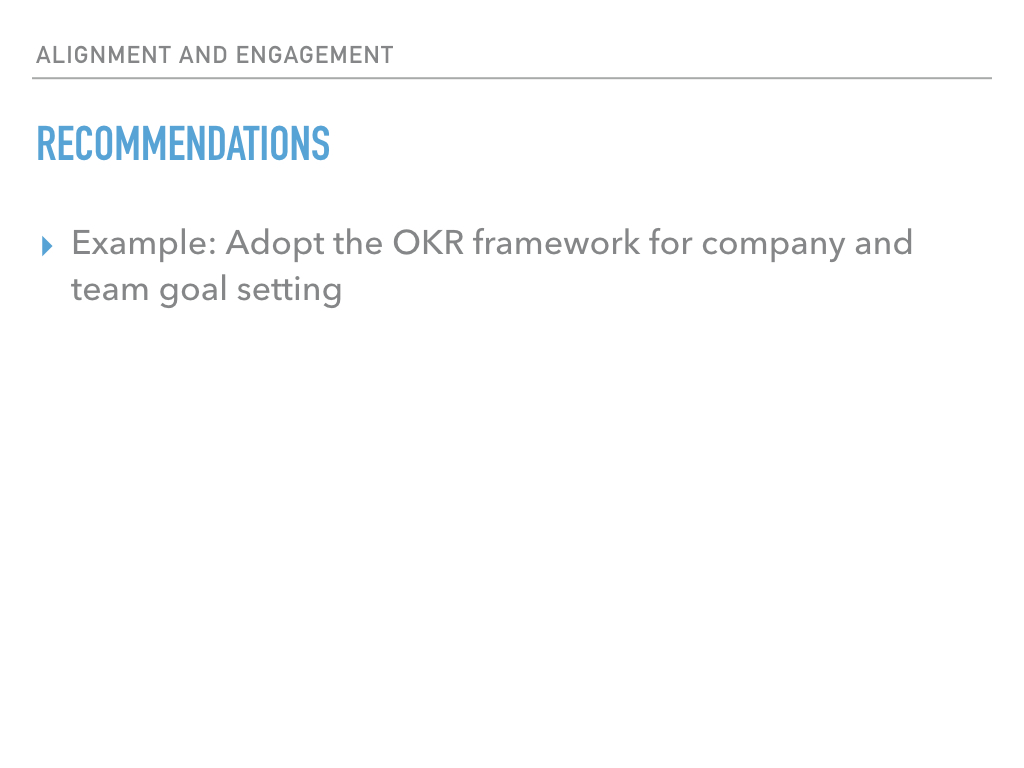 ALIGNMENT AND ENGAGEMENT
RECOMMENDATIONS
Example: Adopt the OKR framework for company and
team goal setting